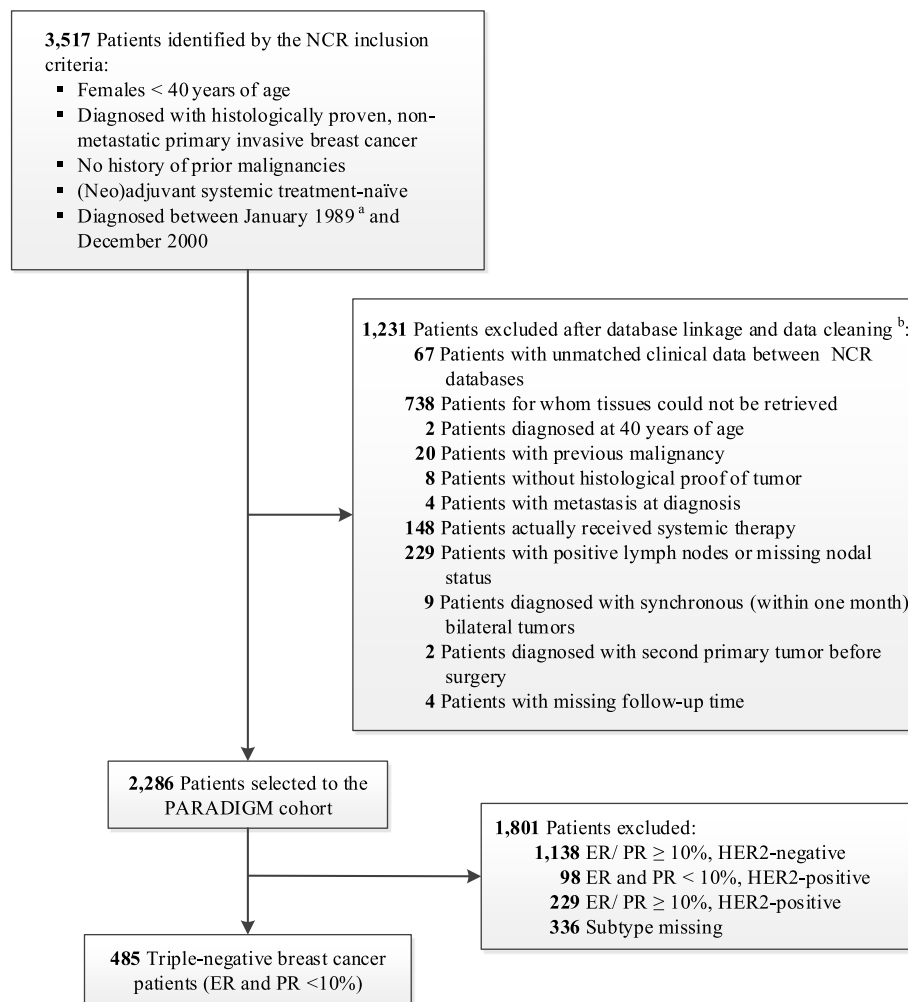 3,517 Patients identified by the NCR inclusion
criteria:
▪ Females < 40 years of age
▪ Diagnosed with histologically proven, non-
metastatic primary invasive breast cancer
▪ No history of prior malignancies
▪ (Neo)adjuvant systemic treatment-naïve
▪ Diagnosed between January 1989 a and
December 2000
1,231 Patients excluded after database linkage and data cleaning b:
67 Patients with unmatched clinical data between NCR
databases
738 Patients for whom tissues could not be retrieved
2 Patients diagnosed at 40 years of age
20 Patients with previous malignancy
8 Patients without histological proof of tumor
4 Patients with metastasis at diagnosis
148 Patients actually received systemic therapy
229 Patients with positive lymph nodes or missing nodal
status
9 Patients diagnosed with synchronous (within one month)
bilateral tumors
2 Patients diagnosed with second primary tumor before
surgery
4 Patients with missing follow-up time
2,286 Patients selected to the
PARADIGM cohort
1,801 Patients excluded:
1,138 ER/ PR ≥ 10%, HER2-negative
98 ER and PR < 10%, HER2-positive
229 ER/ PR ≥ 10%, HER2-positive
336 Subtype missing
485 Triple-negative breast cancer
patients (ER and PR <10%)